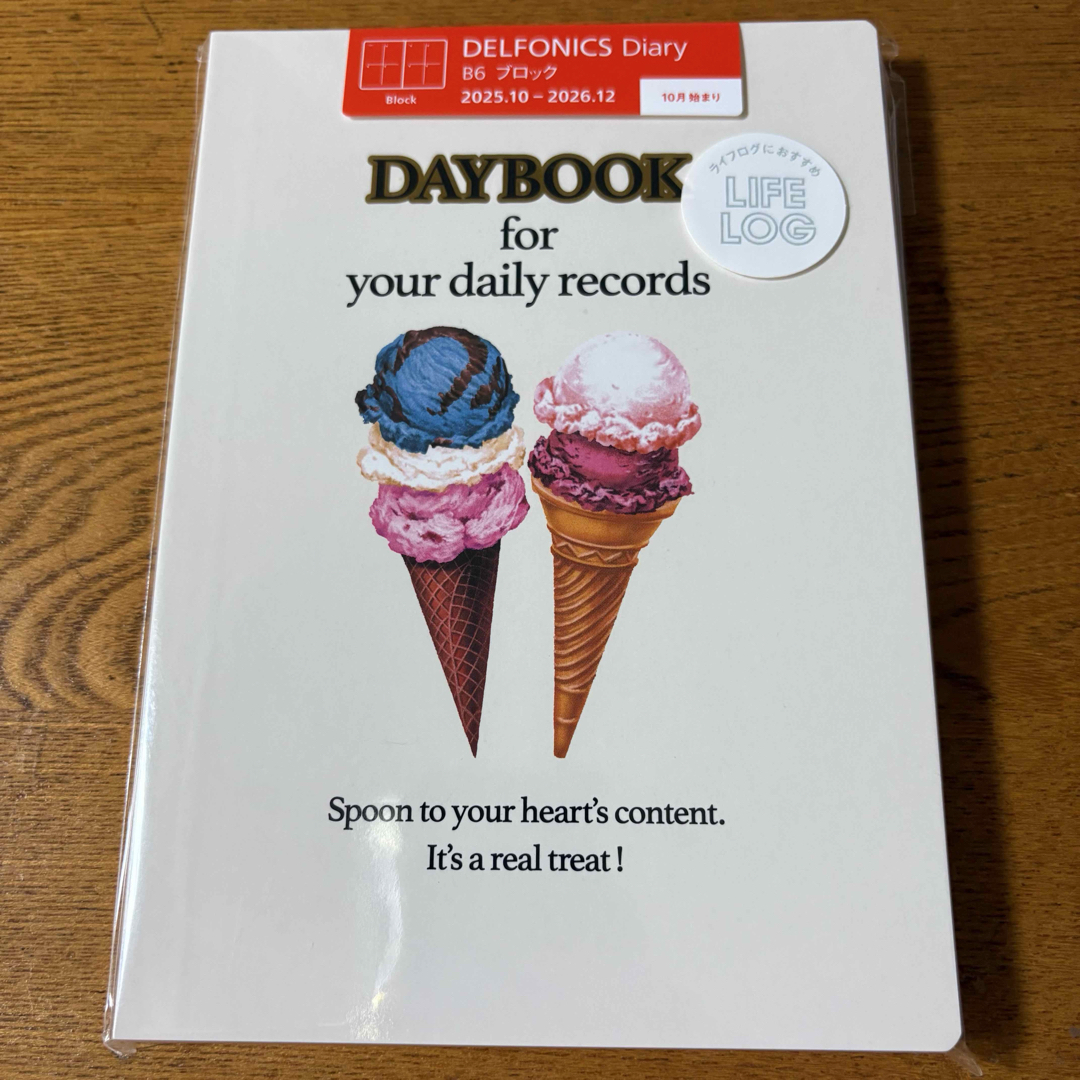 DELFONICS Diary
B6 ブロック
Block
2025.10 – 2026.12
10月始まり
DAYBOOK
for
your daily records
ライフログにおすすめ
LIFE
LOG
Spoon to your heart's content.
It's a real treat !